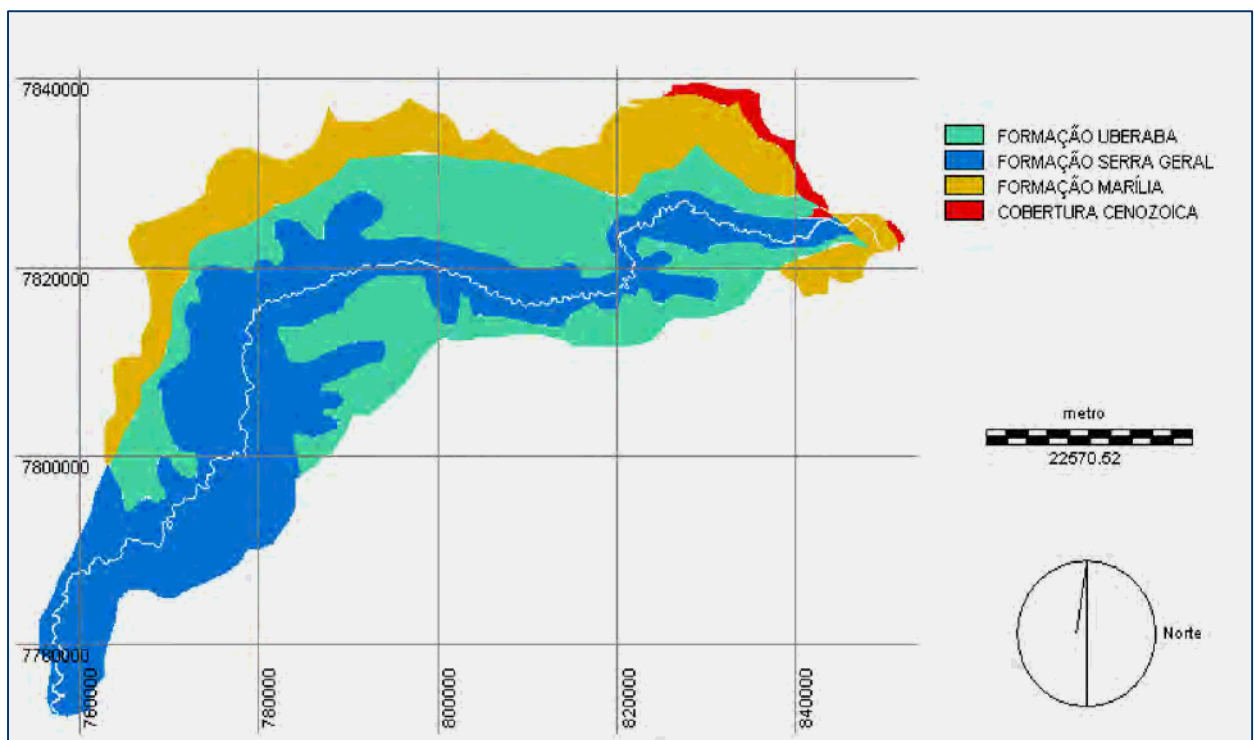 7840000
7820000
7800000
7780000
760000
780000
800000
820000
840000
FORMAÇÃO UBERABA
FORMAÇÃO SERRA GERAL
FORMAÇÃO MARÍLIA
COBERTURA CENOZOICA
metro
22570.52
Norte